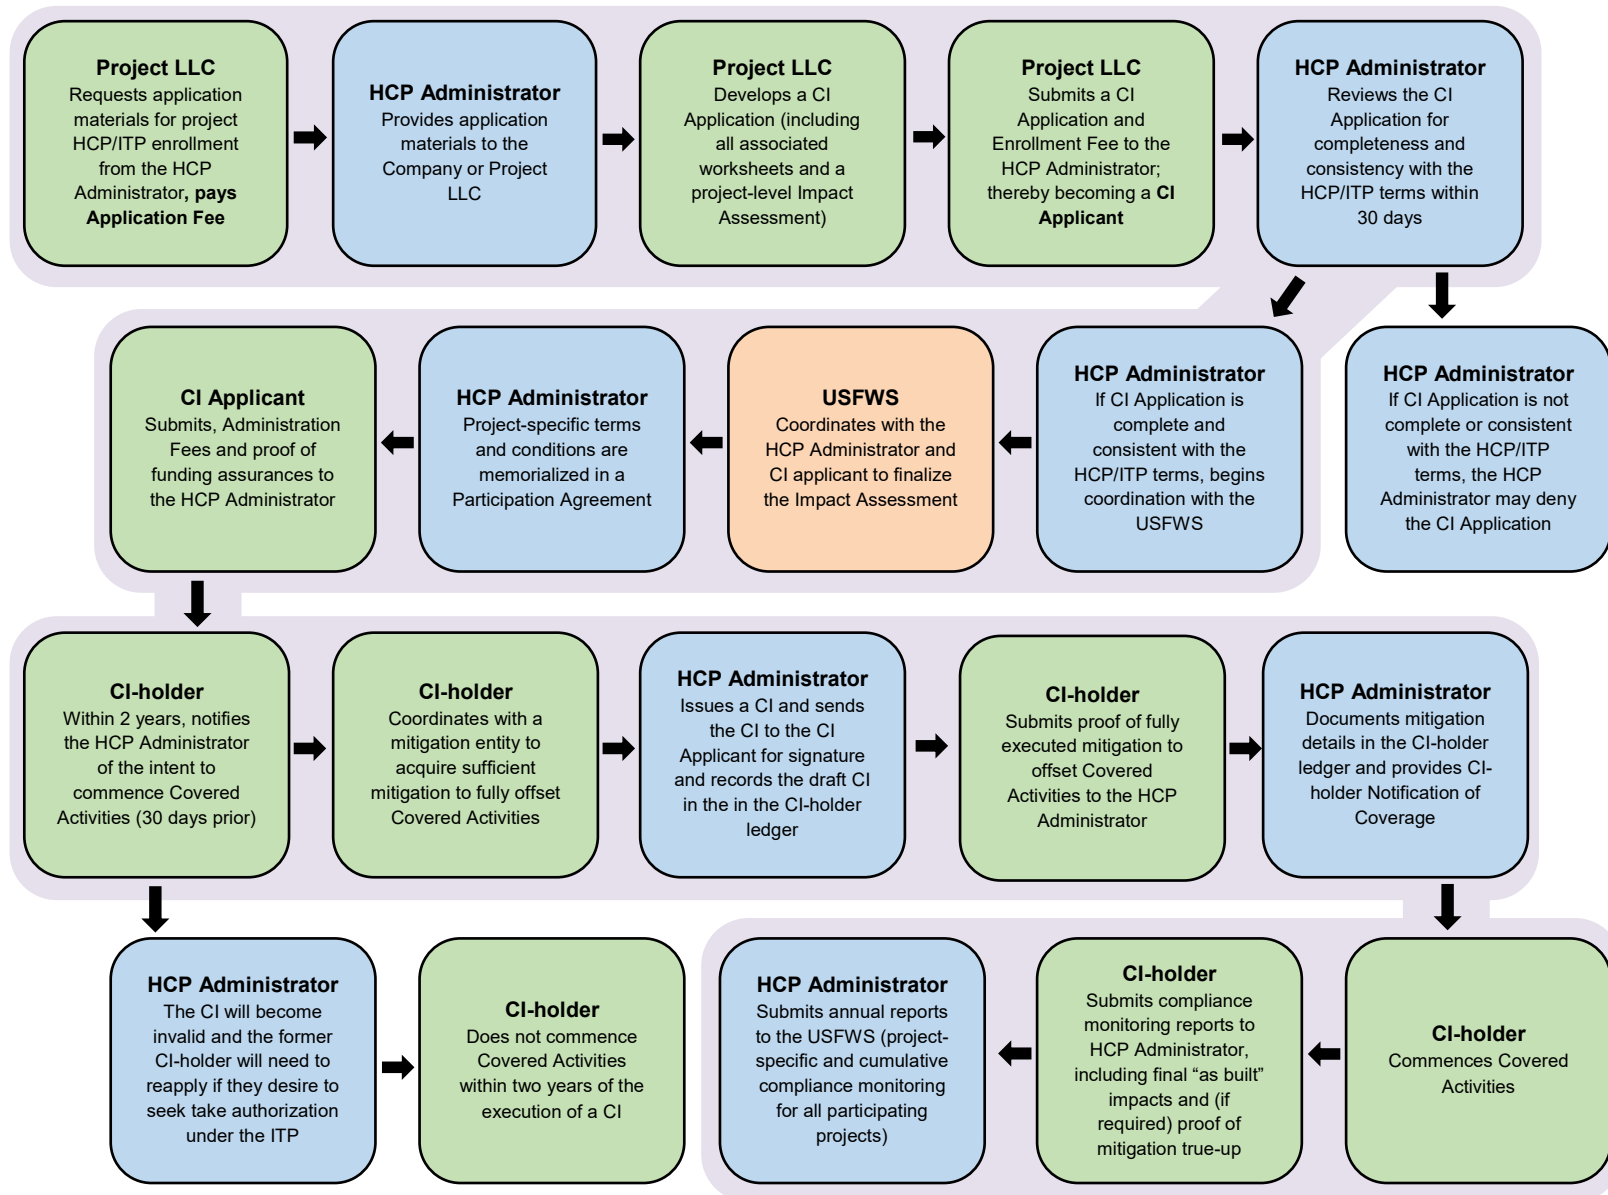 Project LLC
Requests application
materials for project
HCP/ITP enrollment
from the HCP
Administrator, pays
Application Fee
HCP Administrator
Provides application
materials to the
Company or Project
LLC
Project LLC
Develops a CI
Application (including
all associated
worksheets and a
project-level Impact
Assessment)
Project LLC
Submits a CI
Application and
Enrollment Fee to the
HCP Administrator;
thereby becoming a CI
Applicant
HCP Administrator
Reviews the CI
Application for
completeness and
consistency with the
HCP/ITP terms within
30 days
CI Applicant
Submits, Administration
Fees and proof of
funding assurances to
the HCP Administrator
HCP Administrator
Project-specific terms
and conditions are
memorialized in a
Participation Agreement
USFWS
Coordinates with the
HCP Administrator and
CI applicant to finalize
the Impact Assessment
HCP Administrator
If CI Application is
complete and
consistent with the
HCP/ITP terms, begins
coordination with the
USFWS
HCP Administrator
If CI Application is not
complete or consistent
with the HCP/ITP
terms, the HCP
Administrator may deny
the CI Application
CI-holder
Within 2 years, notifies
the HCP Administrator
of the intent to
commence Covered
Activities (30 days prior)
CI-holder
Coordinates with a
mitigation entity to
acquire sufficient
mitigation to fully offset
Covered Activities
HCP Administrator
Issues a CI and sends
the CI to the CI
Applicant for signature
and records the draft CI
in the in the CI-holder
ledger
CI-holder
Submits proof of fully
executed mitigation to
offset Covered
Activities to the HCP
Administrator
HCP Administrator
Documents mitigation
details in the CI-holder
ledger and provides CI-
holder Notification of
Coverage
HCP Administrator
The CI will become
invalid and the former
CI-holder will need to
reapply if they desire to
seek take authorization
under the ITP
CI-holder
Does not commence
Covered Activities
within two years of the
execution of a CI
HCP Administrator
Submits annual reports
to the USFWS (project-
specific and cumulative
compliance monitoring
for all participating
projects)
CI-holder
Submits compliance
monitoring reports to
HCP Administrator,
including final “as built”
impacts and (if
required) proof of
mitigation true-up
CI-holder
Commences Covered
Activities